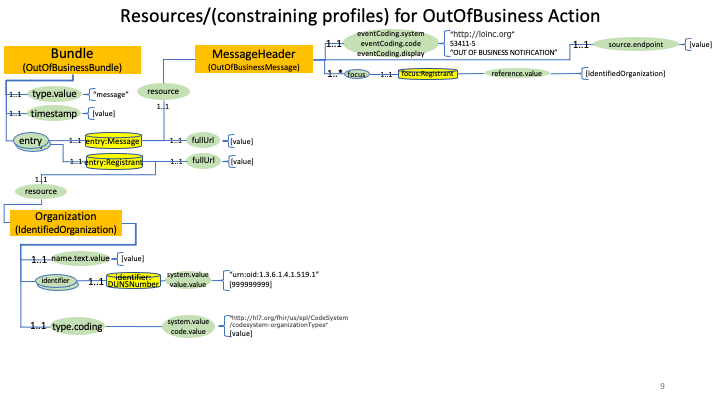 Resources/(constraining profiles) for OutOfBusiness Action
Bundle
(OutOfBusinessBundle)
MessageHeader
(OutOfBusinessMessage)
1..1
eventCoding.system
eventCoding.code
eventCoding.display
"http://loinc.org"
53411-5
"OUT OF BUSINESS NOTIFICATION"
1..1
source.endpoint
[value]
1..*
focus
1..1
focus:Registrant
reference.value
[IdentifiedOrganization]
1..1
type.value
"message"
resource
1..1
1..1
timestamp
[value]
entry
1..1
entry:Message
1..1
fullUrl
[value]
1..1
entry:Registrant
1..1
fullUrl
[value]
1..1
resource
Organization
(IdentifiedOrganization)
1..1
name.text.value
[value]
identifier
1..1
identifier:
DUNSNumber
system.value
value.value
"urn:oid:1.3.6.1.4.1.519.1"
[999999999]
1..1
type.coding
system.value
code.value
"http://hl7.org/fhir/us/spl/CodeSystem
/codesystem-organizationTypes"
[value]
9